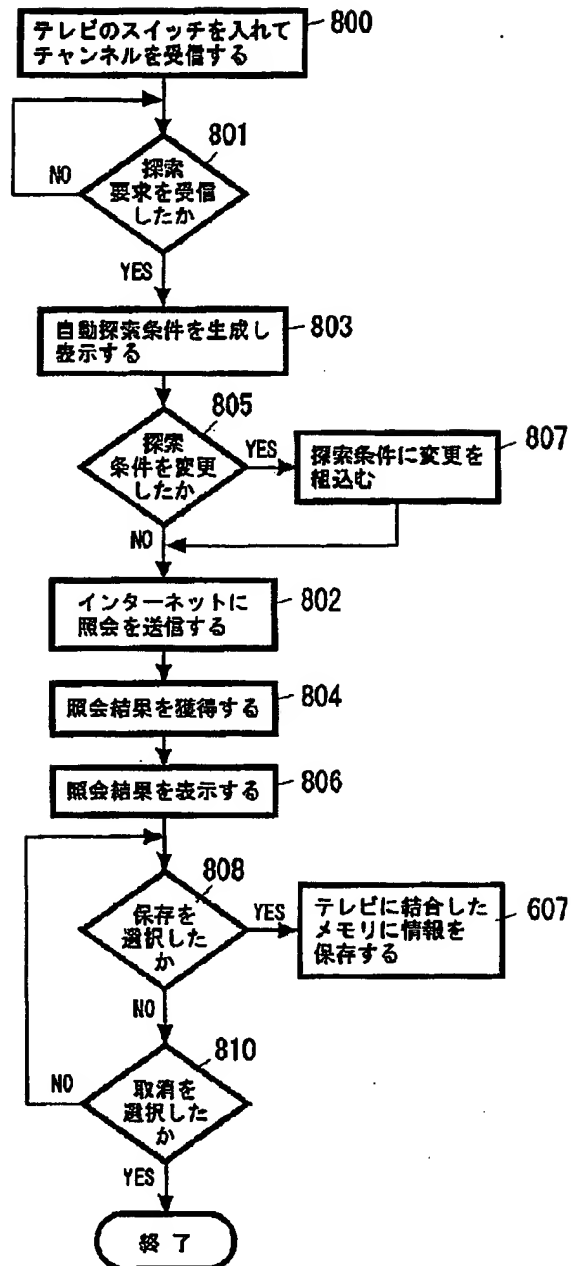 テレビのスイッチを入れて
チャンネルを受信する
800
801
探索
要求を受信
したか
NO
YES
自動探索条件を生成し
表示する
803
805
探索
条件を変更
したか
YES
NO
探索条件に変更を
組込む
807
インターネットに
照会を送信する
802
照会結果を獲得する
804
照会結果を表示する
806
808
保存を
選択した
か
YES
NO
テレビに結合した
メモリに情報を
保存する
607
810
取消を
選択した
か
NO
YES
終了